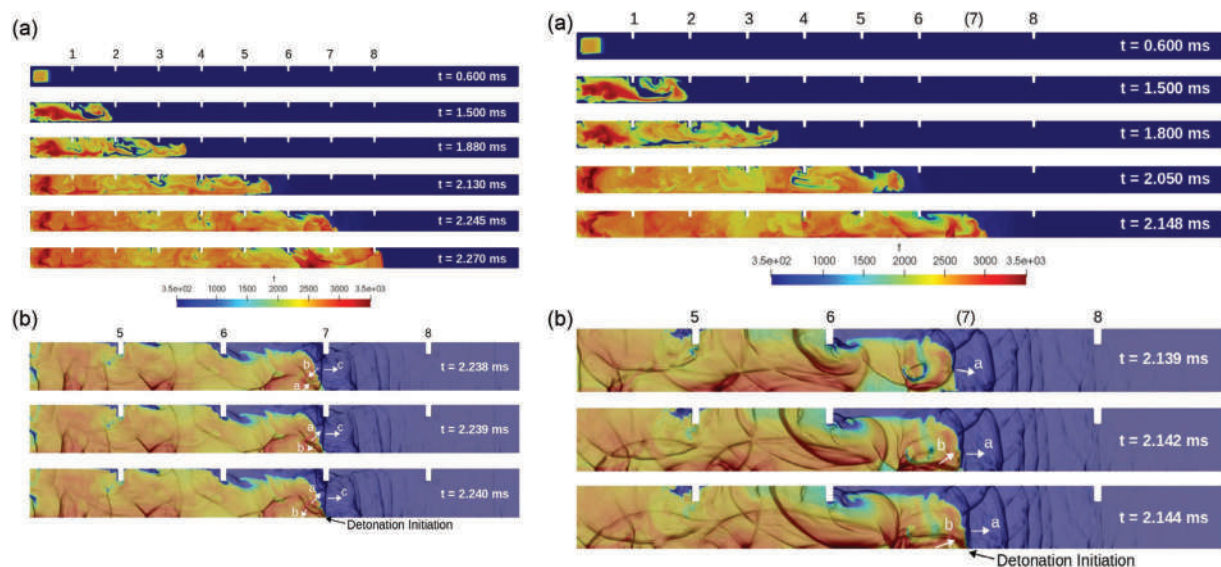 (a)
1 2 3 4 5 6 7 8
t = 0.600 ms
t = 1.500 ms
t = 1.880 ms
t = 2.130 ms
t = 2.245 ms
t = 2.270 ms
t
3.5e+02 1000 1500 2000 2500 3000 3.5e+03
(b)
5 6 7 8
b c t = 2.238 ms
a
a c t = 2.239 ms
b
a c t = 2.240 ms
b
Detonation Initiation
(a)
1 2 3 4 5 6 (7) 8
t = 0.600 ms
t = 1.500 ms
t = 1.800 ms
t = 2.050 ms
t = 2.148 ms
t
3.5e+02 1000 1500 2000 2500 3000 3.5e+03
(b)
5 6 (7) 8
a t = 2.139 ms
b a t = 2.142 ms
b a t = 2.144 ms
Detonation Initiation